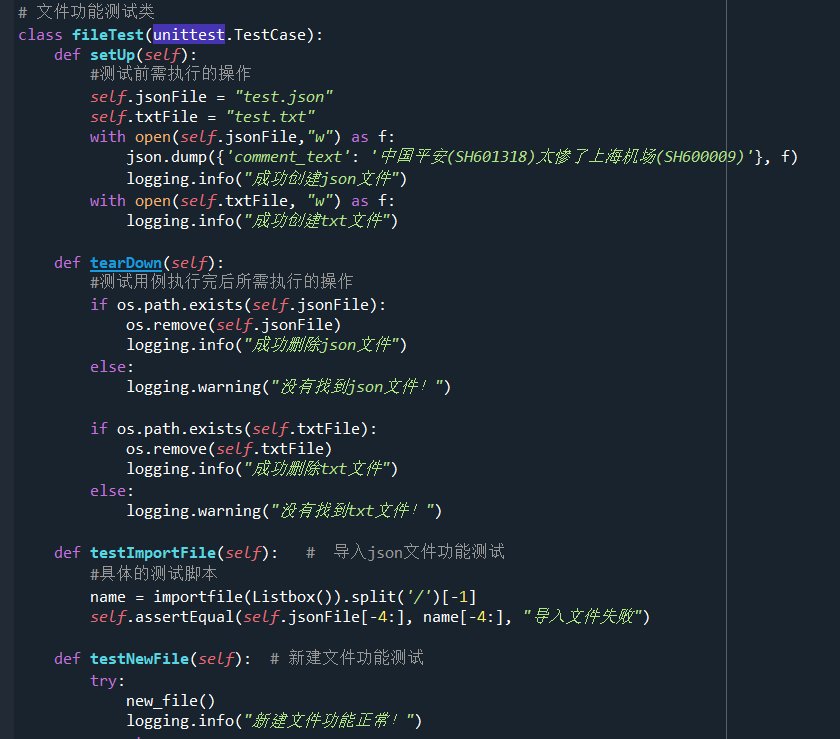 # 文件功能测试类
class fileTest(unittest.TestCase):
    def setUp(self):
        #测试前需执行的操作
        self.jsonFile = "test.json"
        self.txtFile = "test.txt"
        with open(self.jsonFile,"w") as f:
            json.dump({'comment_text': '中国平安(SH601318)太惨了上海机场(SH600009)'}, f)
            logging.info("成功创建json文件")
        with open(self.txtFile, "w") as f:
            logging.info("成功创建txt文件")

    def tearDown(self):
        #测试用例执行完后所需执行的操作
        if os.path.exists(self.jsonFile):
            os.remove(self.jsonFile)
            logging.info("成功删除json文件")
        else:
            logging.warning("没有找到json文件！")

        if os.path.exists(self.txtFile):
            os.remove(self.txtFile)
            logging.info("成功删除txt文件")
        else:
            logging.warning("没有找到txt文件！")

    def testImportFile(self):   #  导入json文件功能测试
        #具体的测试脚本
        name = importfile(Listbox()).split('/')[-1]
        self.assertEqual(self.jsonFile[-4:], name[-4:], "导入文件失败")

    def testNewFile(self):  # 新建文件功能测试
        try:
            new_file()
            logging.info("新建文件功能正常！")